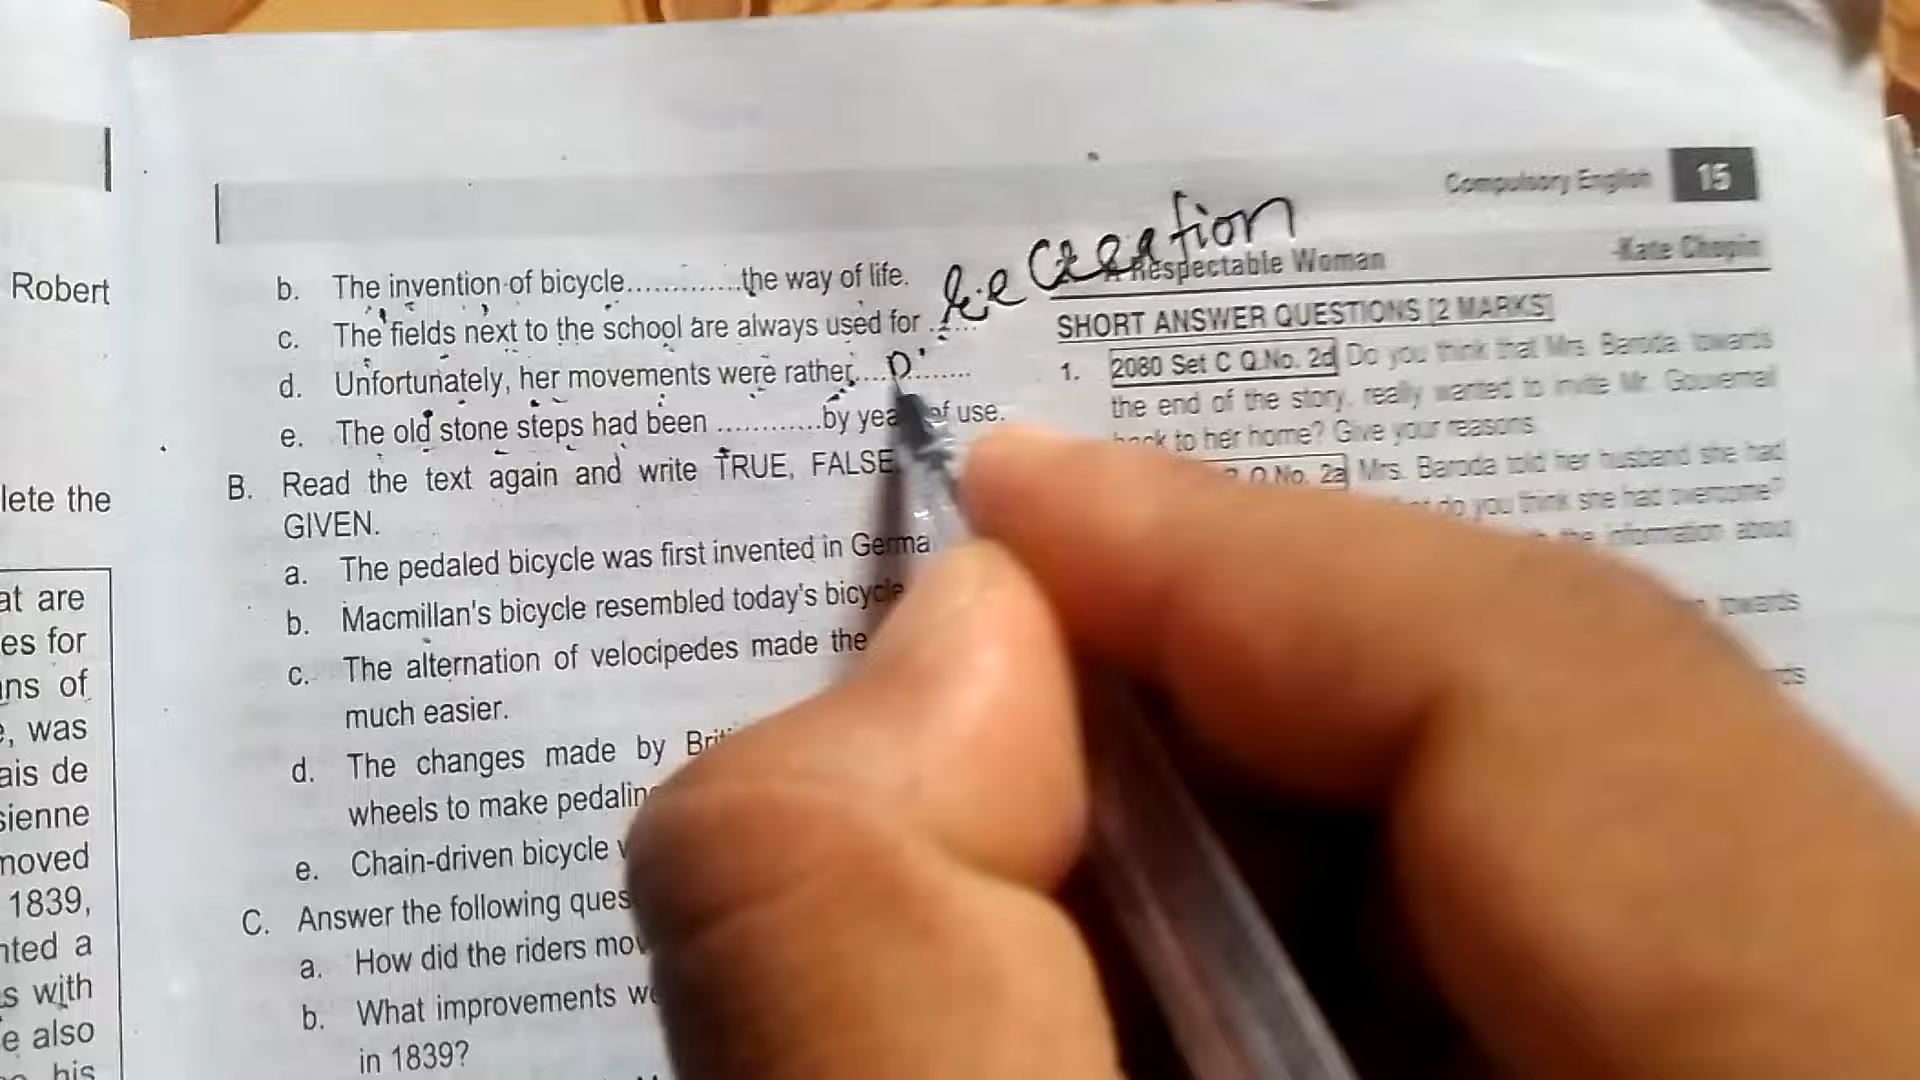 Robert
lete the
at are
es for
ans of
, was
ais de
sienne
moved
1839,
nted a
s with
e also
his
b. The invention of bicycle.............the way of life.
c. The fields next to the school are always used for
recreation
d. Unfortunately, her movements were rather....D.......
e. The old stone steps had been ............by of use.
B. Read the text again and write TRUE, FALSE
GIVEN.
a. The pedaled bicycle was first invented in Germa
b. Macmillan's bicycle resembled today's bicycle
c. The alternation of velocipedes made the
much easier.
d. The changes made by Briti
wheels to make pedaling
e. Chain-driven bicycle
C. Answer the following ques
a. How did the riders mov
b. What improvements we
in 1839?
Compulsory English 15
A Respectable Woman -Kate Chopin
SHORT ANSWER QUESTIONS [2 MARKS]
1. 2080 Set C Q.No. 2d Do you think that Mrs. Baroda, towards
the end of the story, really wanted to invite Mr. Gouvernail
back to her home? Give your reasons.
Q.No. 2a Mrs. Baroda told her husband she had
do you think she had overcome?
the information about
towards